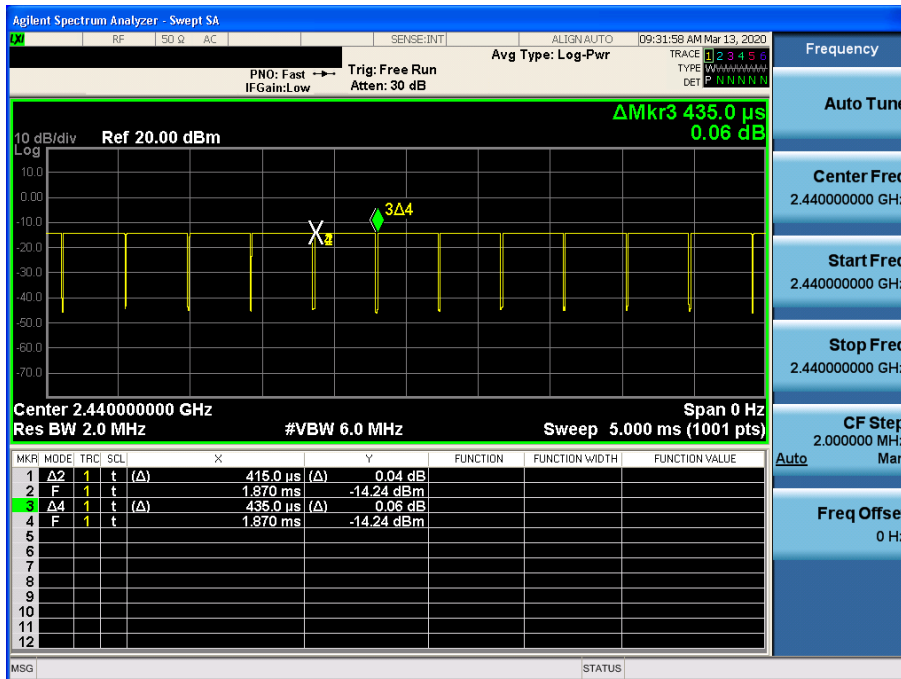 Agilent Spectrum Analyzer - Swept SA
LXI RF 50 Ω AC SENSE:INT ALIGN AUTO 09:31:58 AM Mar 13, 2020
Frequency
Avg Type: Log-Pwr
TRACE 1 2 3 4 5 6
PNO: Fast Trig: Free Run
TYPE WWWWWWW
IFGain:Low Atten: 30 dB
DET P N N N N N
Auto Tune
ΔMkr3 435.0 µs
0.06 dB
10 dB/div Ref 20.00 dBm
Log
10.0
0.00
-10.0
-20.0
-30.0
-40.0
-50.0
-60.0
-70.0
3Δ4
Center Freq
2.440000000 GHz
Start Freq
2.440000000 GHz
Stop Freq
2.440000000 GHz
Center 2.440000000 GHz Span 0 Hz
Res BW 2.0 MHz #VBW 6.0 MHz Sweep 5.000 ms (1001 pts)
CF Step
2.000000 MHz
Auto Man
Freq Offset
0 Hz
MKR MODE TRC SCL X Y FUNCTION FUNCTION WIDTH FUNCTION VALUE
1 Δ2 1 t (Δ) 415.0 µs (Δ) 0.04 dB
2 F 1 t 1.870 ms -14.24 dBm
3 Δ4 1 t (Δ) 435.0 µs (Δ) 0.06 dB
4 F 1 t 1.870 ms -14.24 dBm
5
6
7
8
9
10
11
12
MSG STATUS